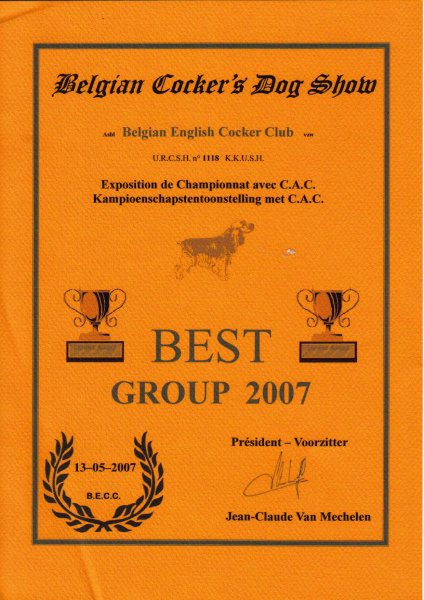 Belgian Cocker's Dog Show
Asbl Belgian English Cocker Club vzw
U.R.C.S.H. n° 1118 K.K.U.S.H.
Exposition de Championnat avec C.A.C.
Kampioenschapstentoonstelling met C.A.C.
BEST
GROUP 2007
13–05–2007
B.E.C.C.
Président – Voorzitter
Jean-Claude Van Mechelen